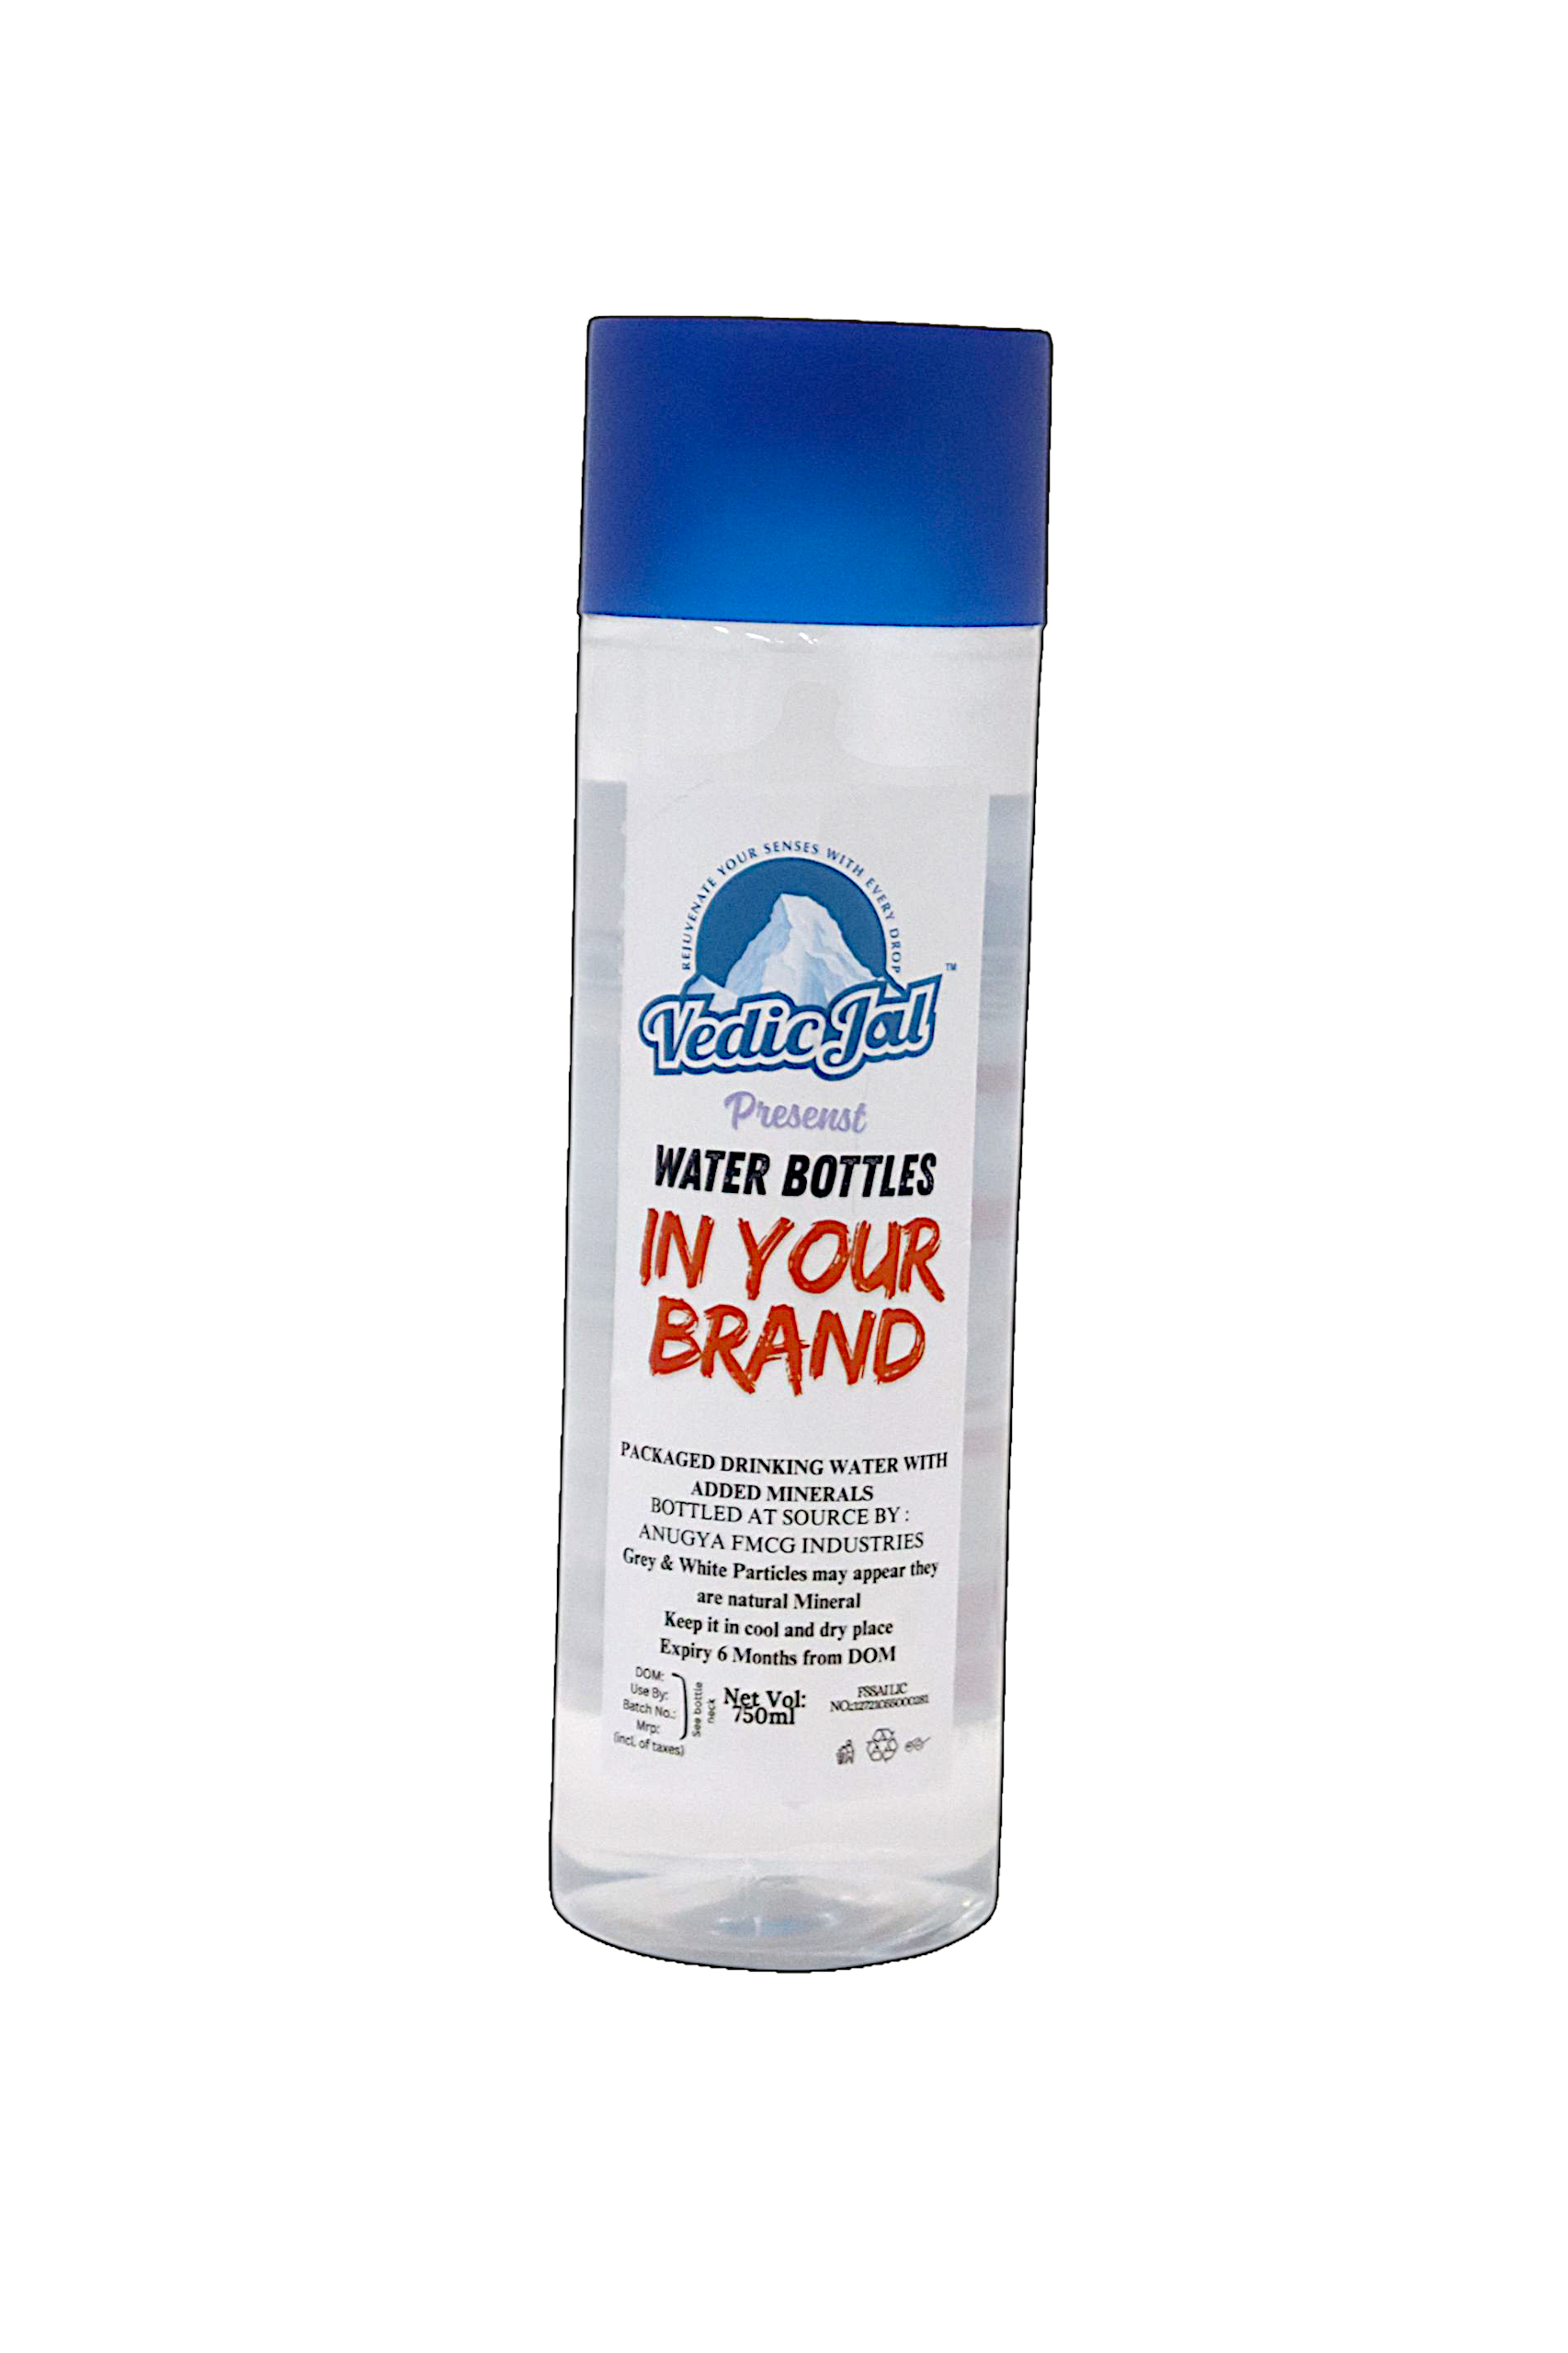 REJUVENATE YOUR SENSES WITH EVERY DROP
Vedic Jal
TM
Presenst
WATER BOTTLES
IN YOUR
BRAND
PACKAGED DRINKING WATER WITH
ADDED MINERALS
BOTTLED AT SOURCE BY :
ANUGYA FMCG INDUSTRIES
Grey & White Particles may appear they
are natural Mineral
Keep it in cool and dry place
Expiry 6 Months from DOM
DOM:
Use By:
Batch No.:
Mrp:
(incl. of taxes)
See bottle
neck
Net Vol:
750ml
FSSAI LIC
NO.: